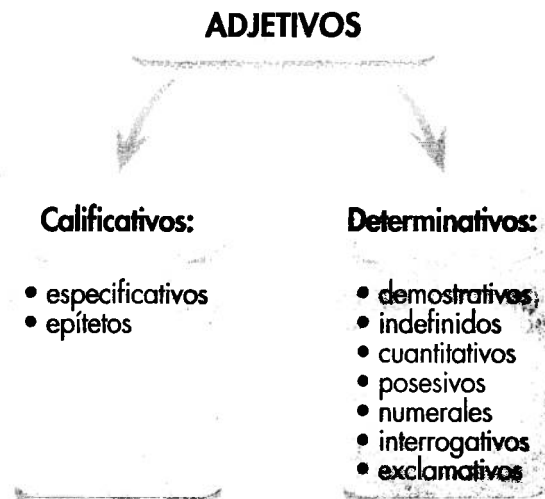 ADJETIVOS
Calificativos:
• especificativos
• epítetos
Determinativos:
• demostrativos
• indefinidos
• cuantitativos
• posesivos
• numerales
• interrogativos
• exclamativos